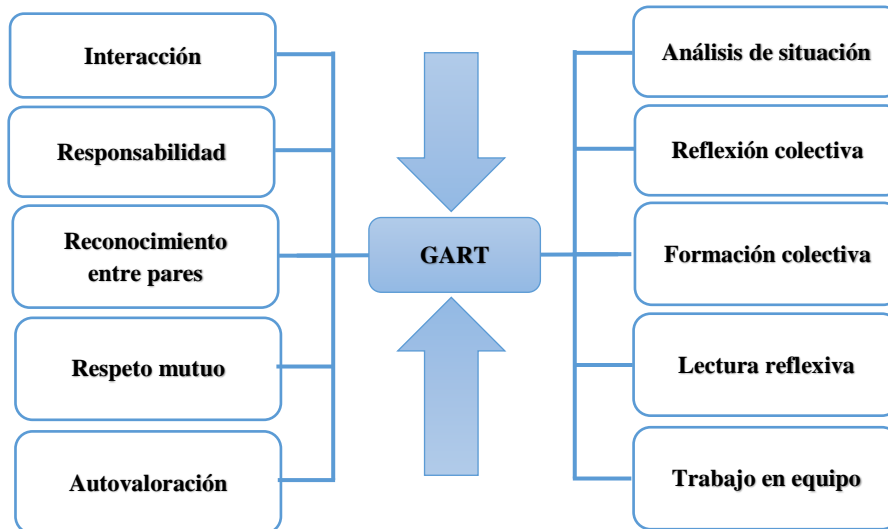 Interacción
Responsabilidad
Reconocimiento
entre pares
Respeto mutuo
Autovaloración
GART
Análisis de situación
Reflexión colectiva
Formación colectiva
Lectura reflexiva
Trabajo en equipo